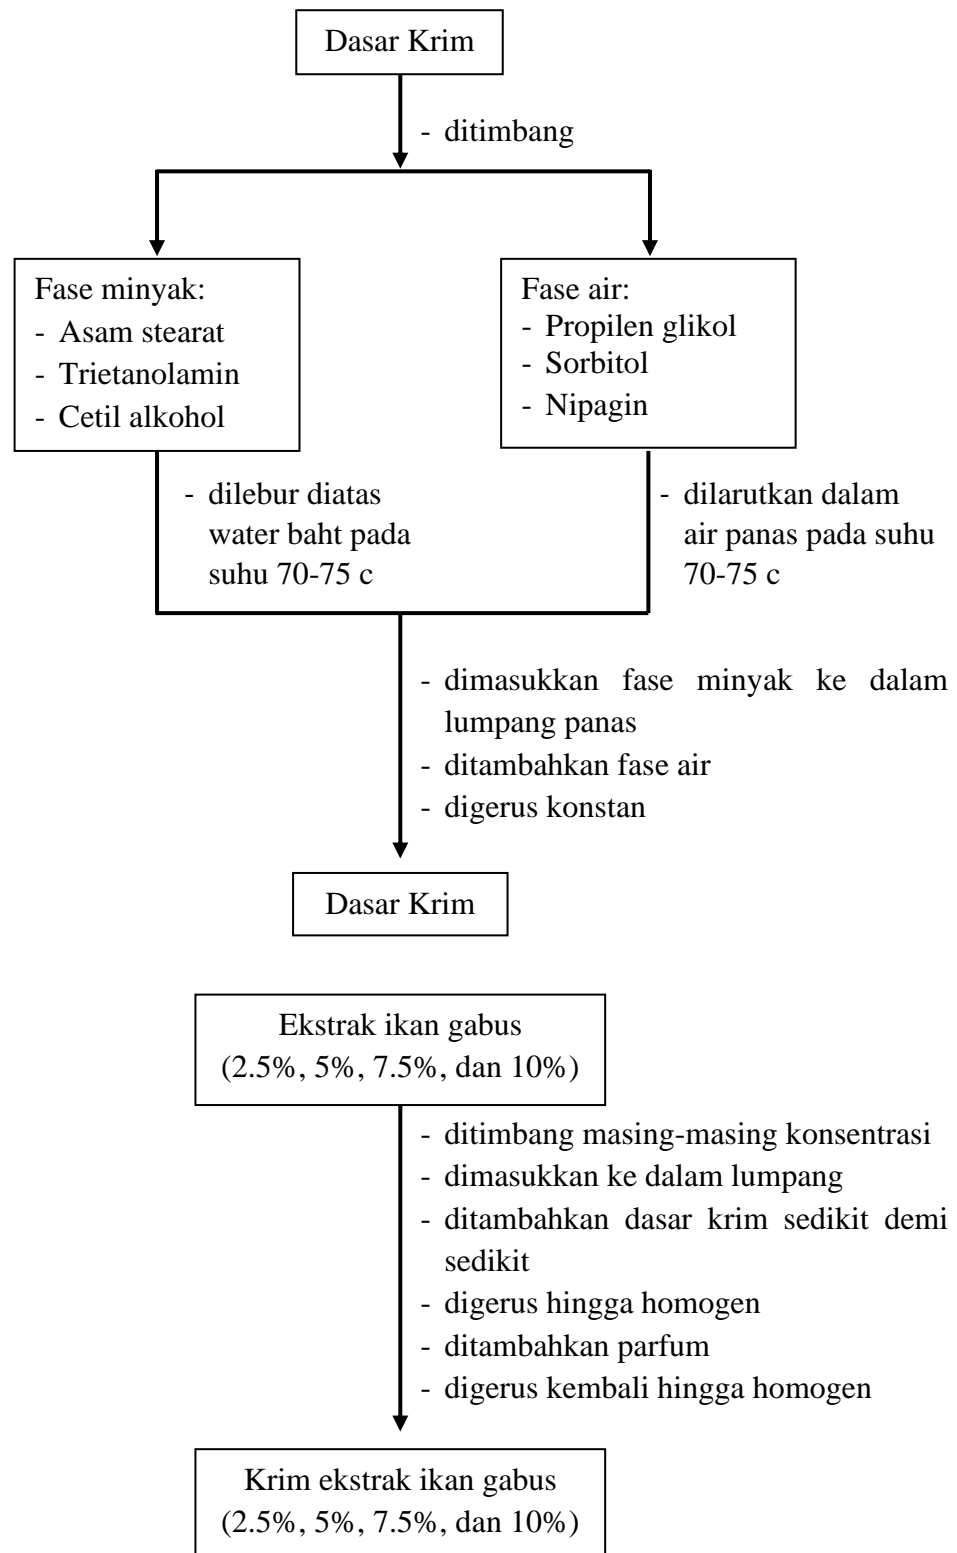 Dasar Krim
- ditimbang
Fase minyak:
- Asam stearat
- Trietanolamin
- Cetil alkohol
Fase air:
- Propilen glikol
- Sorbitol
- Nipagin
- dilebur diatas
water baht pada
suhu 70-75 c
- dilarutkan dalam
air panas pada suhu
70-75 c
- dimasukkan fase minyak ke dalam
lumpang panas
- ditambahkan fase air
- digerus konstan
Dasar Krim
Ekstrak ikan gabus
(2.5%, 5%, 7.5%, dan 10%)
- ditimbang masing-masing konsentrasi
- dimasukkan ke dalam lumpang
- ditambahkan dasar krim sedikit demi
sedikit
- digerus hingga homogen
- ditambahkan parfum
- digerus kembali hingga homogen
Krim ekstrak ikan gabus
(2.5%, 5%, 7.5%, dan 10%)